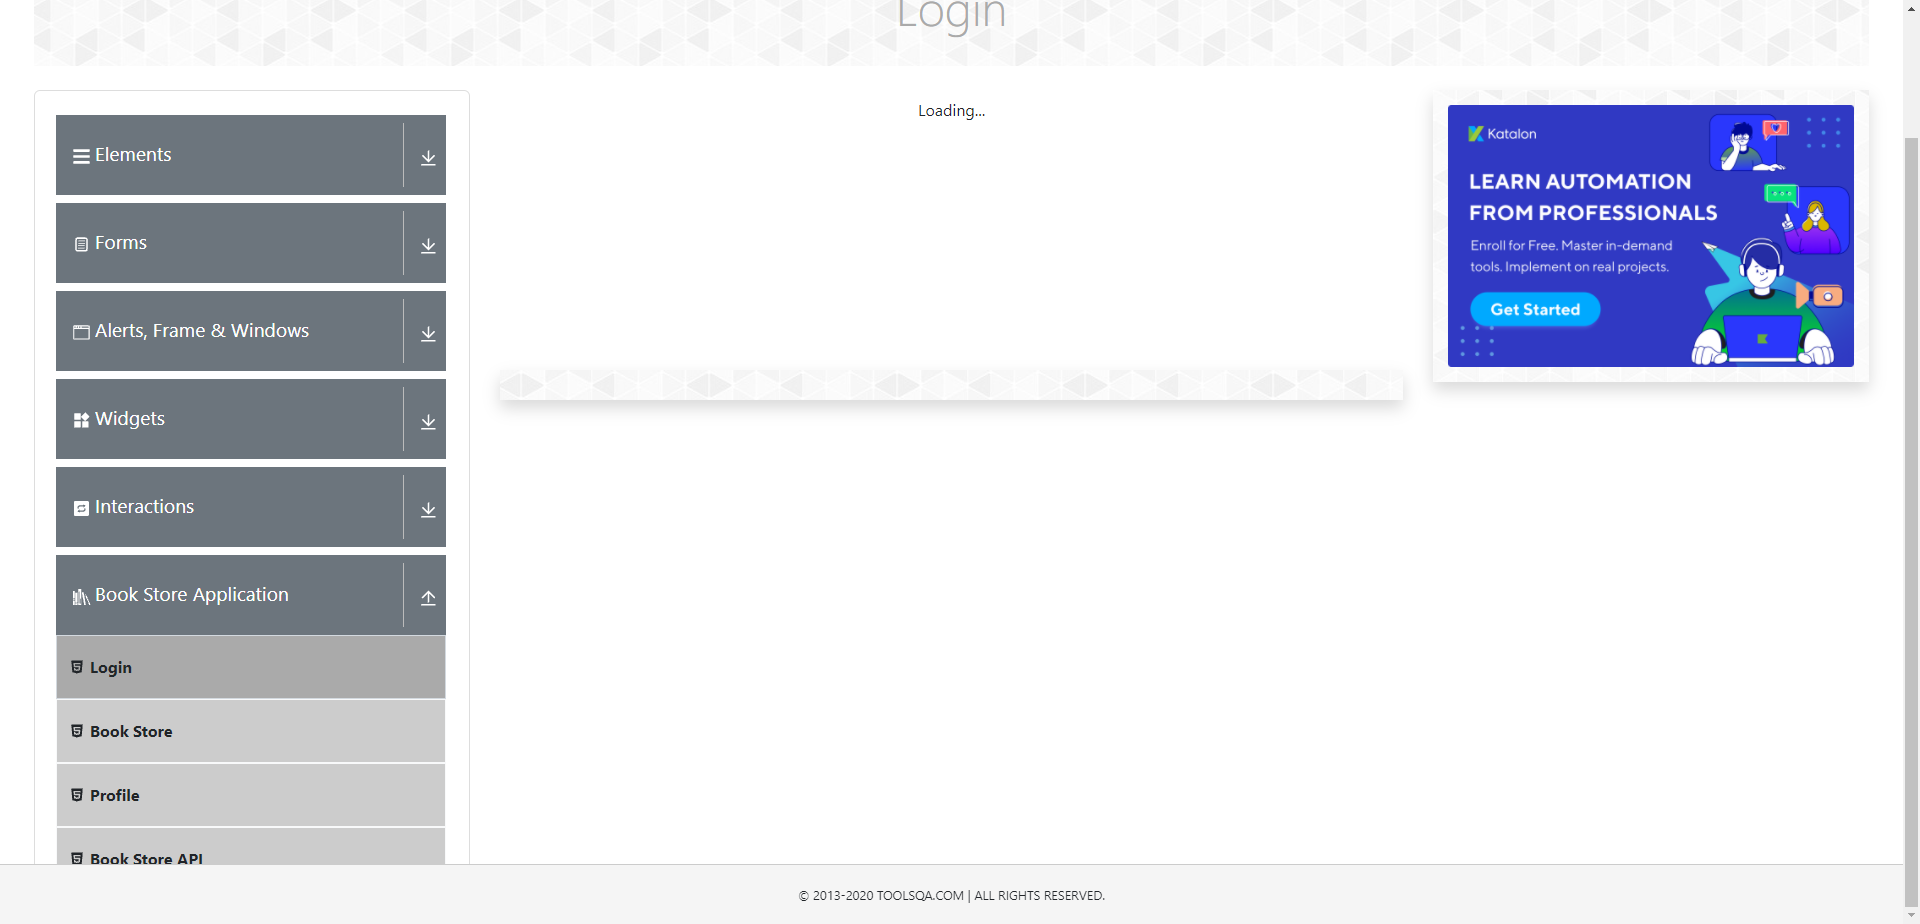 Login
Elements
Forms
Alerts, Frame & Windows
Widgets
Interactions
Book Store Application
Login
Book Store
Profile
Book Store API
Loading...
Katalon
LEARN AUTOMATION
FROM PROFESSIONALS
Enroll for Free. Master in-demand
tools. Implement on real projects.
Get Started
© 2013-2020 TOOLSQA.COM | ALL RIGHTS RESERVED.